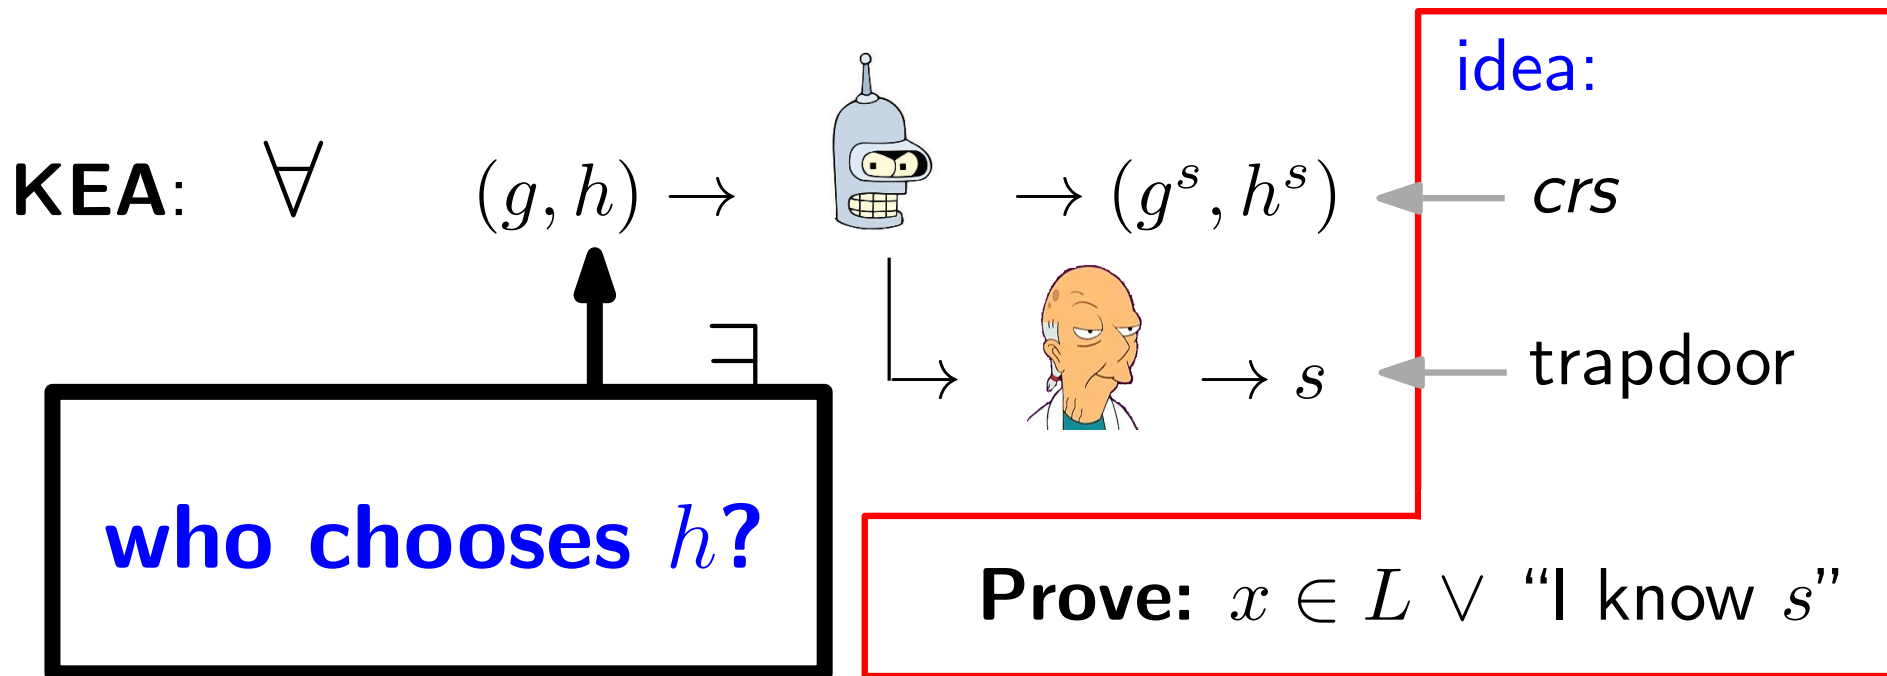 idea:
KEA: ∀ (g, h) → → (g^s, h^s) crs
∃ → → s trapdoor
who chooses h?
Prove: x ∈ L ∨ “I know s”